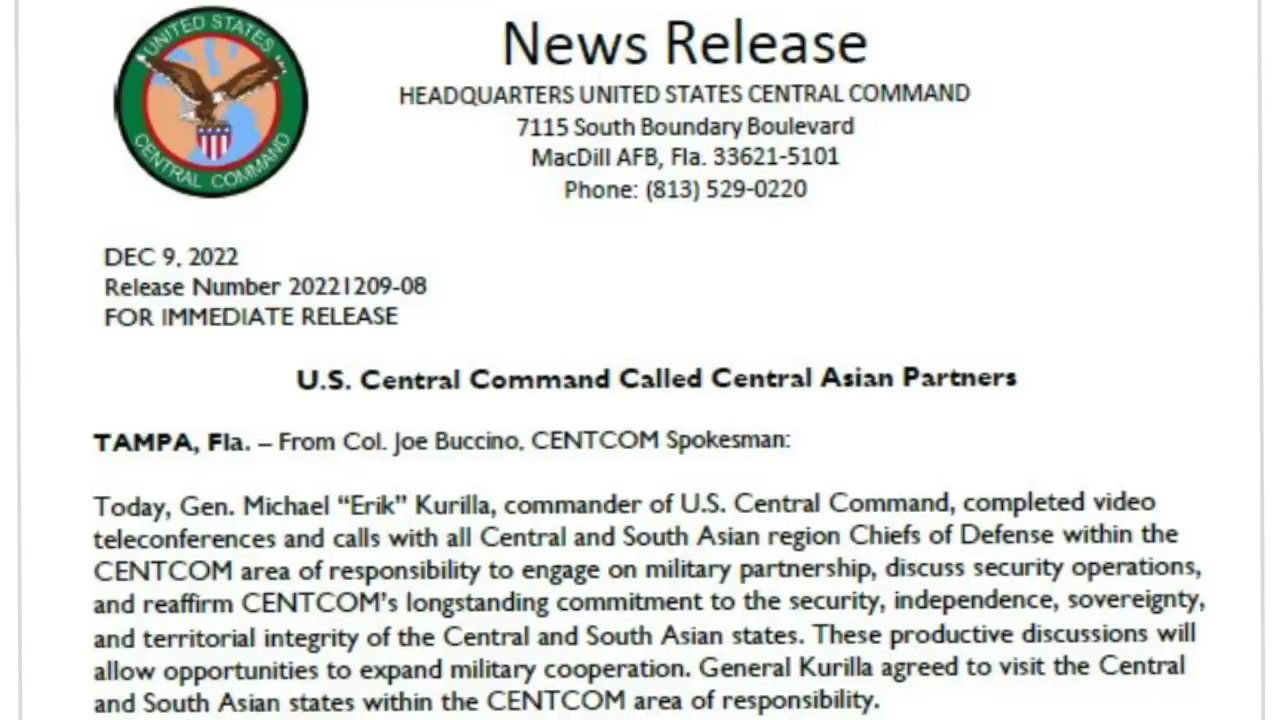 UNITED STATES
CENTRAL COMMAND
News Release
HEADQUARTERS UNITED STATES CENTRAL COMMAND
7115 South Boundary Boulevard
MacDill AFB, Fla. 33621-5101
Phone: (813) 529-0220
DEC 9, 2022
Release Number 20221209-08
FOR IMMEDIATE RELEASE
U.S. Central Command Called Central Asian Partners
TAMPA, Fla. – From Col. Joe Buccino, CENTCOM Spokesman:
Today, Gen. Michael “Erik” Kurilla, commander of U.S. Central Command, completed video
teleconferences and calls with all Central and South Asian region Chiefs of Defense within the
CENTCOM area of responsibility to engage on military partnership, discuss security operations,
and reaffirm CENTCOM’s longstanding commitment to the security, independence, sovereignty,
and territorial integrity of the Central and South Asian states. These productive discussions will
allow opportunities to expand military cooperation. General Kurilla agreed to visit the Central
and South Asian states within the CENTCOM area of responsibility.